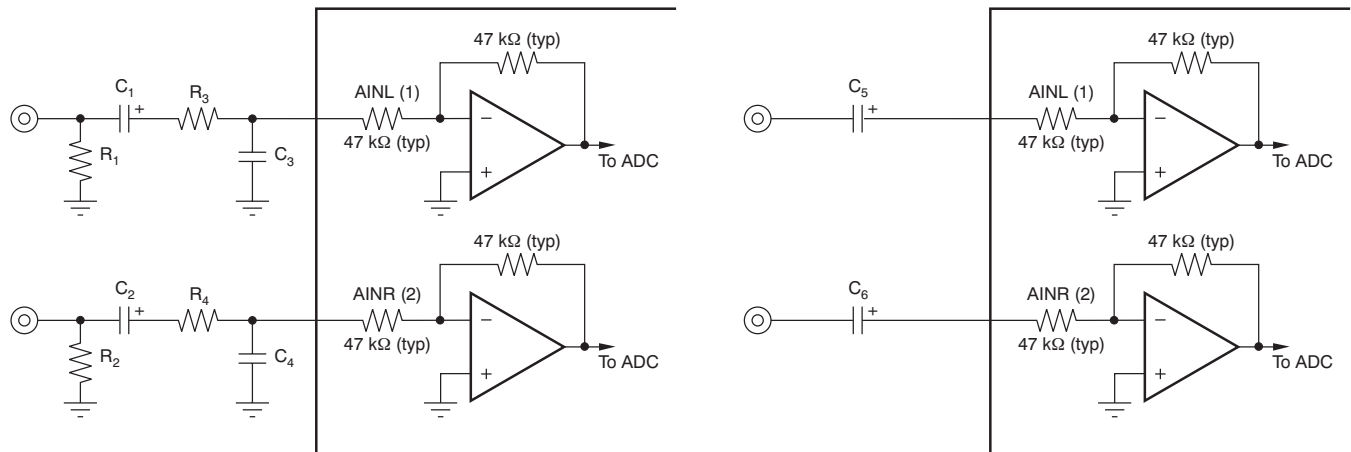 47 kΩ (typ)
C1
+
R3
AINL (1)
47 kΩ (typ)
R1
C3
−
+
To ADC
47 kΩ (typ)
C2
+
R4
AINR (2)
47 kΩ (typ)
R2
C4
−
+
To ADC
47 kΩ (typ)
C5
+
AINL (1)
47 kΩ (typ)
−
+
To ADC
47 kΩ (typ)
C6
+
AINR (2)
47 kΩ (typ)
−
+
To ADC